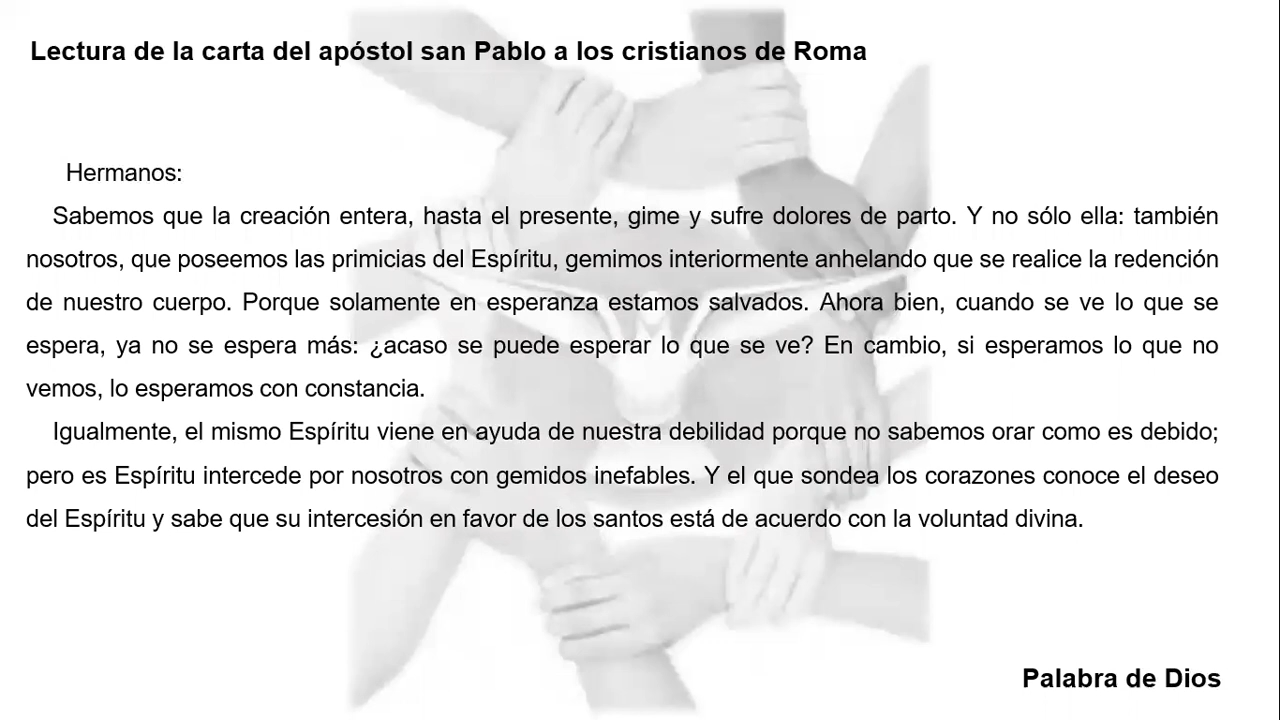 Lectura de la carta del apóstol san Pablo a los cristianos de Roma
Hermanos:
Sabemos que la creación entera, hasta el presente, gime y sufre dolores de parto. Y no sólo ella: también
nosotros, que poseemos las primicias del Espíritu, gemimos interiormente anhelando que se realice la redención
de nuestro cuerpo. Porque solamente en esperanza estamos salvados. Ahora bien, cuando se ve lo que se
espera, ya no se espera más: ¿acaso se puede esperar lo que se ve? En cambio, si esperamos lo que no
vemos, lo esperamos con constancia.
Igualmente, el mismo Espíritu viene en ayuda de nuestra debilidad porque no sabemos orar como es debido;
pero es Espíritu intercede por nosotros con gemidos inefables. Y el que sondea los corazones conoce el deseo
del Espíritu y sabe que su intercesión en favor de los santos está de acuerdo con la voluntad divina.
Palabra de Dios